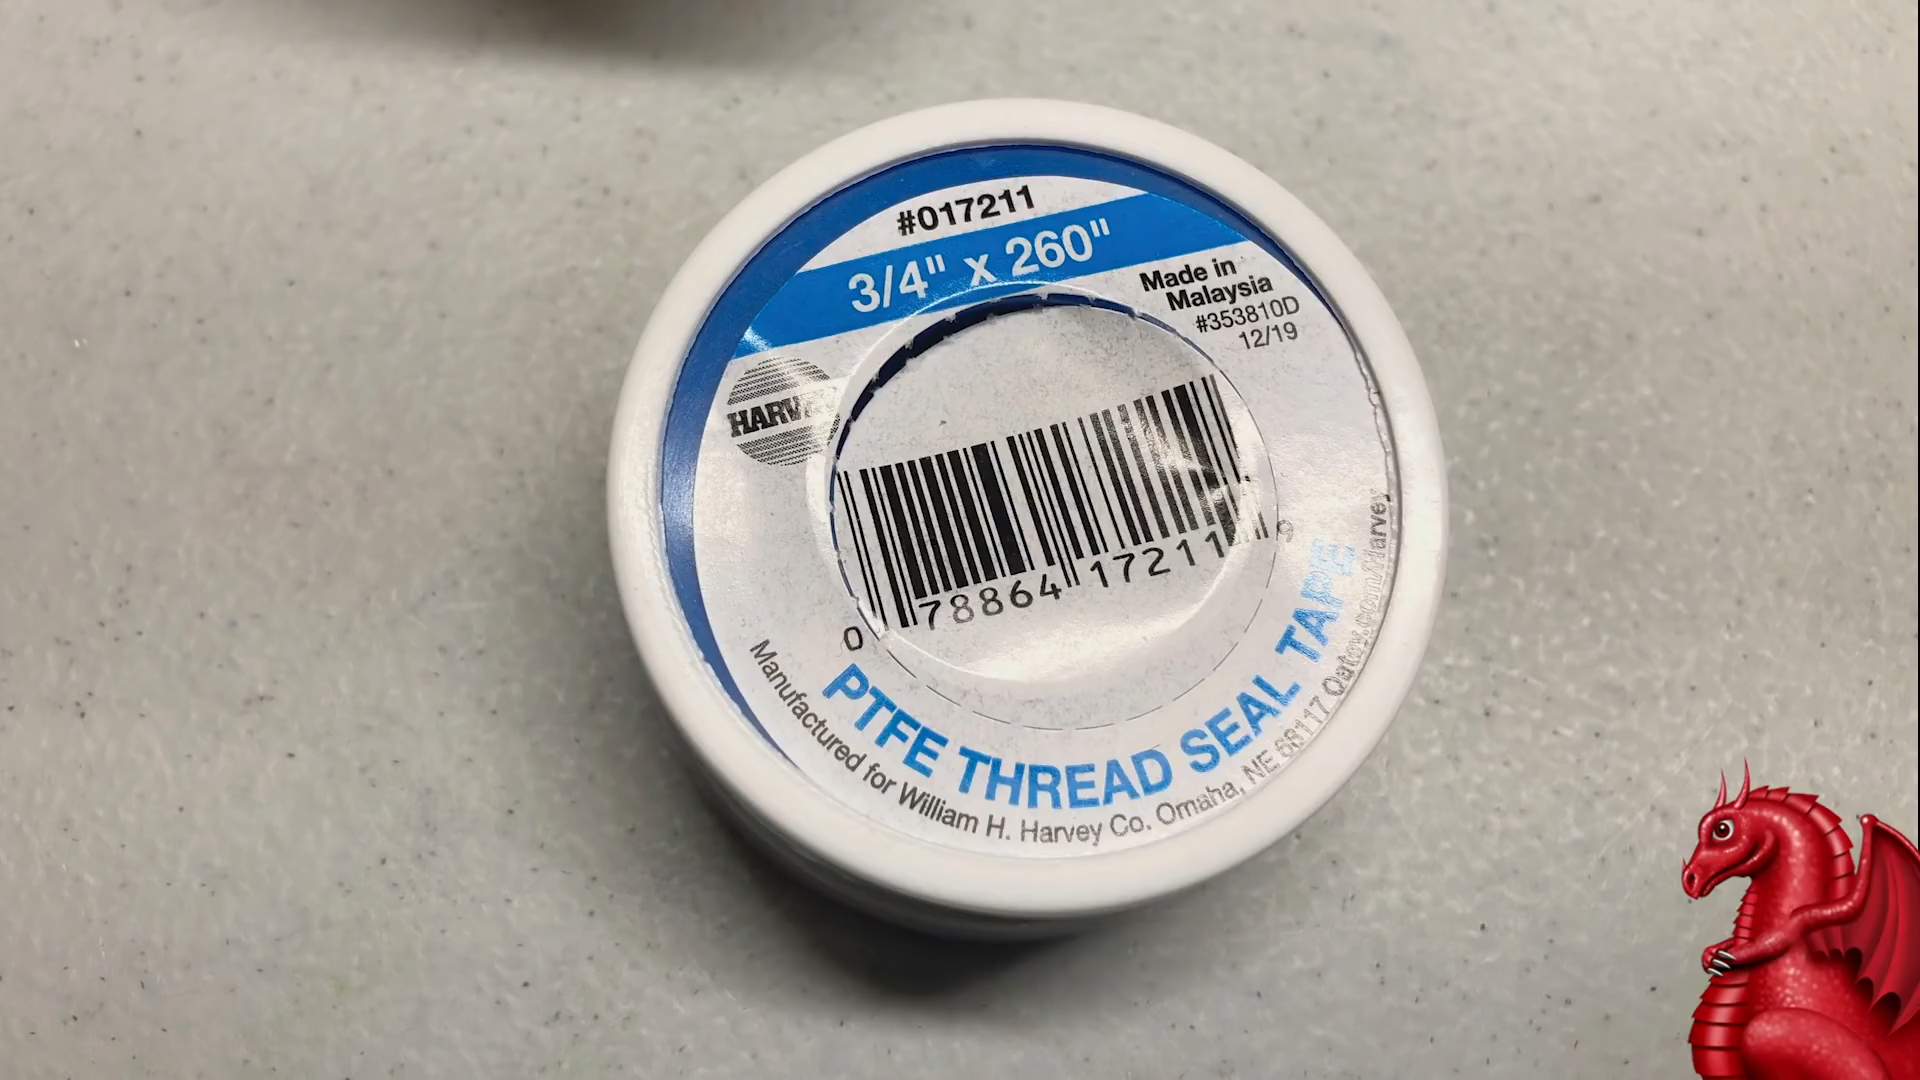 #017211
3/4" x 260"
Made in
Malaysia
#353810D
12/19
0 78864 17211 9
PTFE THREAD SEAL TAPE
Manufactured for William H. Harvey Co. Omaha, NE 68117 Oatey.com/Harvey